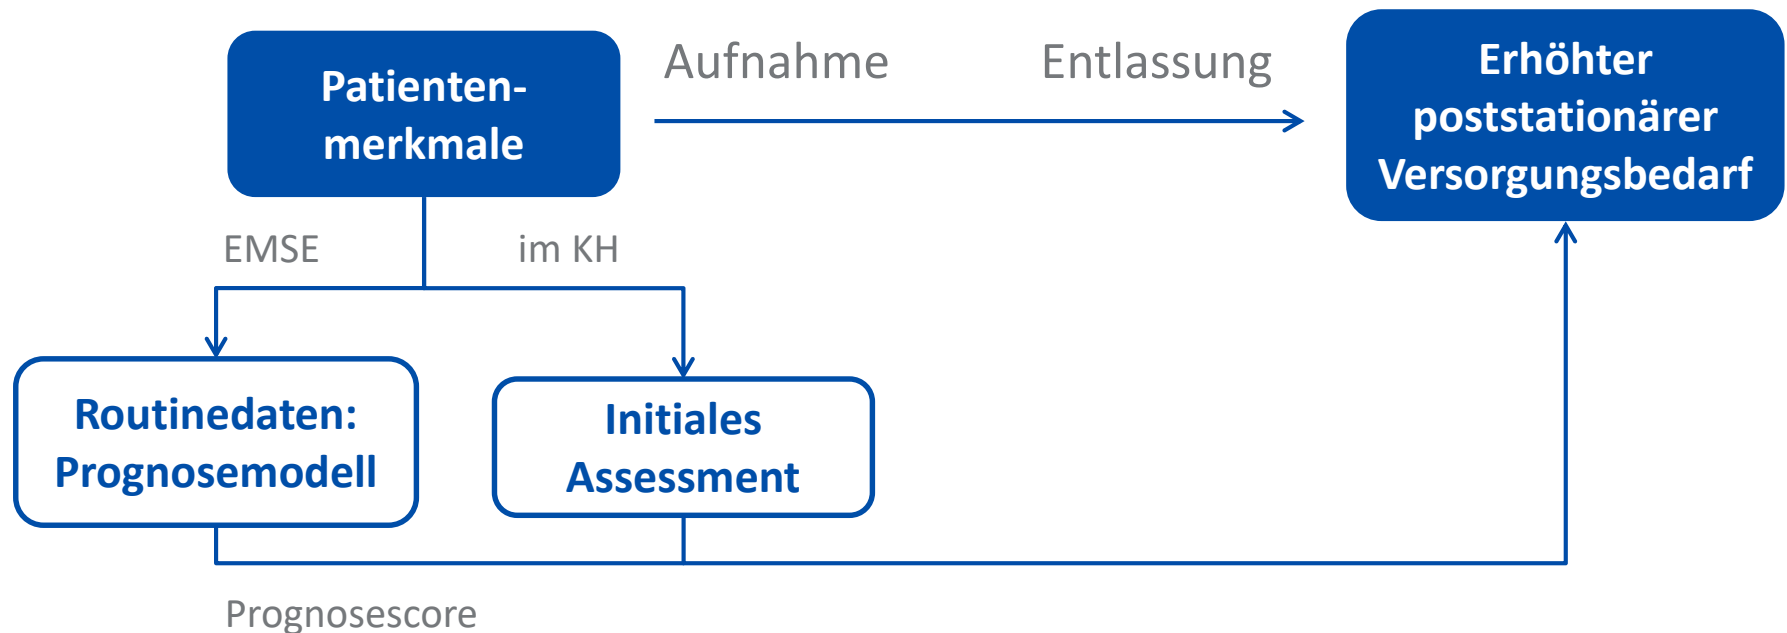 Patienten-
merkmale
Aufnahme
Entlassung
Erhöhter
poststationärer
Versorgungsbedarf
EMSE
im KH
Routinedaten:
Prognosemodell
Initiales
Assessment
Prognosescore